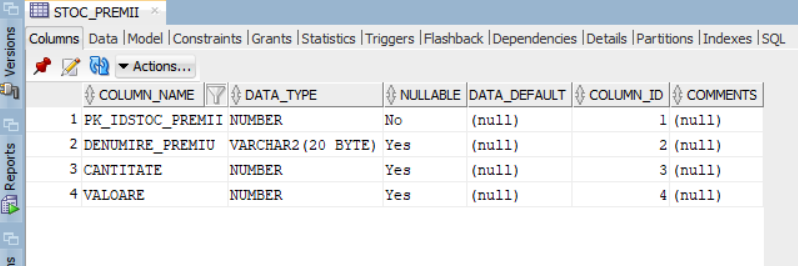 STOC_PREMII
Columns Data Model Constraints Grants Statistics Triggers Flashback Dependencies Details Partitions Indexes SQL
Actions...
COLUMN_NAME DATA_TYPE NULLABLE DATA_DEFAULT COLUMN_ID COMMENTS
1 PK_IDSTOC_PREMII NUMBER No (null) 1 (null)
2 DENUMIRE_PREMIU VARCHAR2(20 BYTE) Yes (null) 2 (null)
3 CANTITATE NUMBER Yes (null) 3 (null)
4 VALOARE NUMBER Yes (null) 4 (null)
Versions
Reports